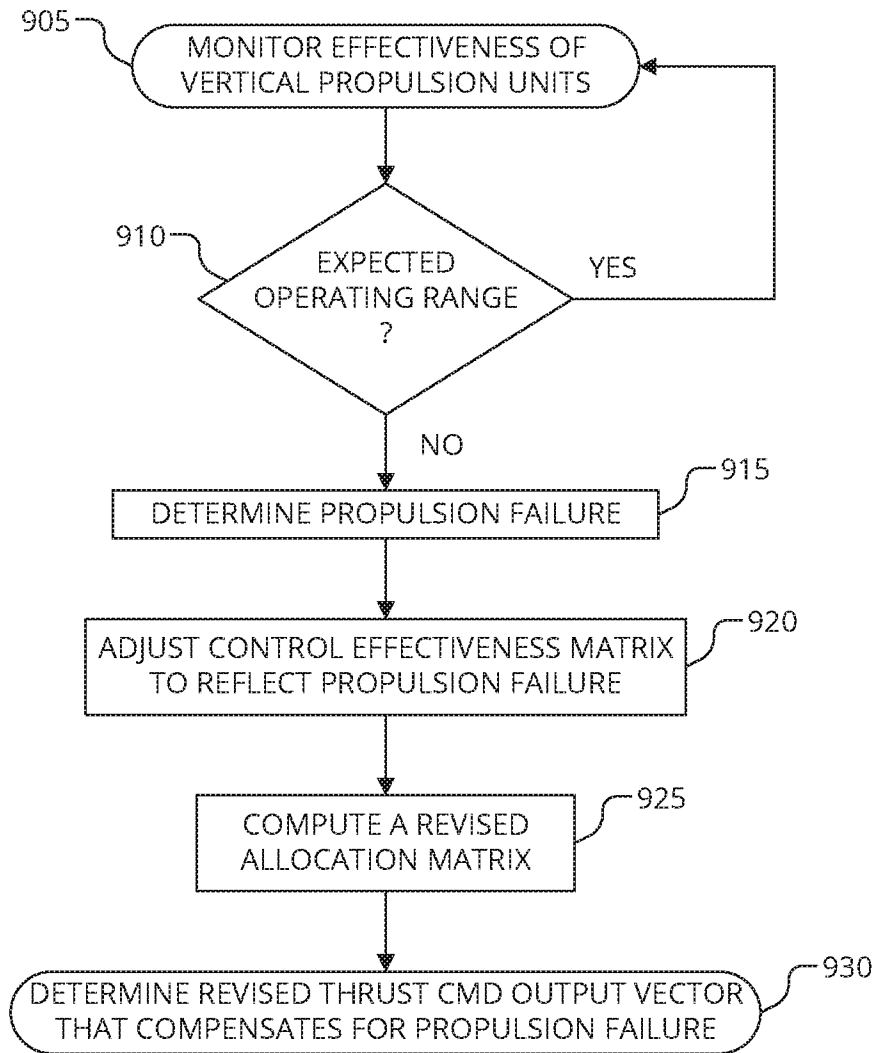 905
MONITOR EFFECTIVENESS OF
VERTICAL PROPULSION UNITS
910
EXPECTED
OPERATING RANGE
?
YES
NO
915
DETERMINE PROPULSION FAILURE
920
ADJUST CONTROL EFFECTIVENESS MATRIX
TO REFLECT PROPULSION FAILURE
925
COMPUTE A REVISED
ALLOCATION MATRIX
930
DETERMINE REVISED THRUST CMD OUTPUT VECTOR
THAT COMPENSATES FOR PROPULSION FAILURE